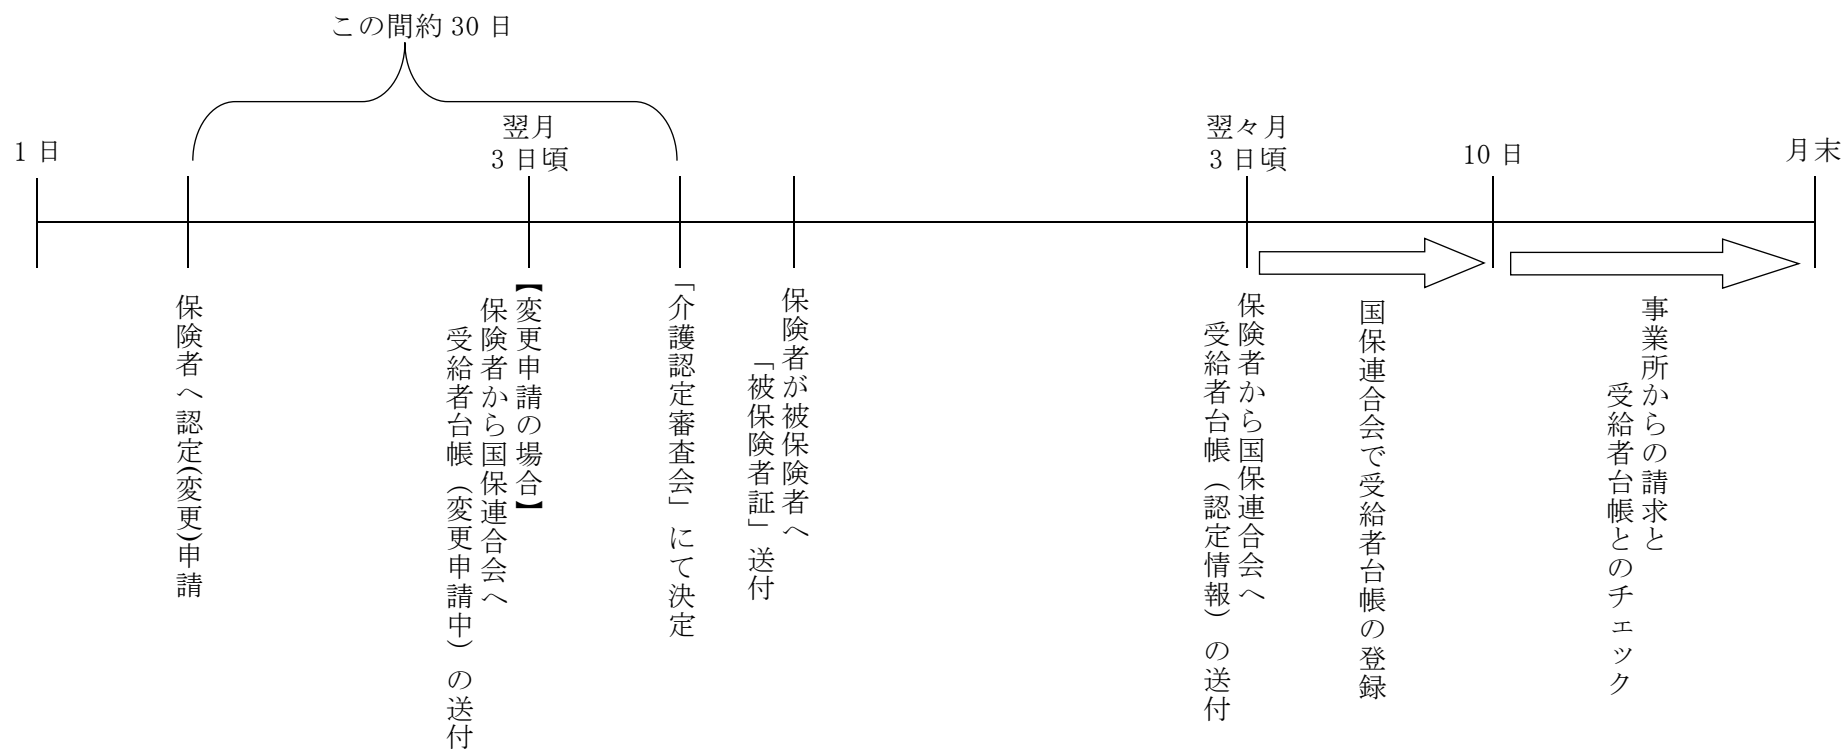 この間約 30 日
1 日
翌月
3 日頃
翌々月
3 日頃
10 日
月末
保険者へ認定(変更)申請
【変更申請の場合】
保険者から国保連合会へ
受給者台帳（変更申請中）の送付
「介護認定審査会」にて決定
保険者が被保険者へ
「被保険者証」送付
保険者から国保連合会へ
受給者台帳（認定情報）の送付
国保連合会で受給者台帳の登録
事業所からの請求と
受給者台帳とのチェック